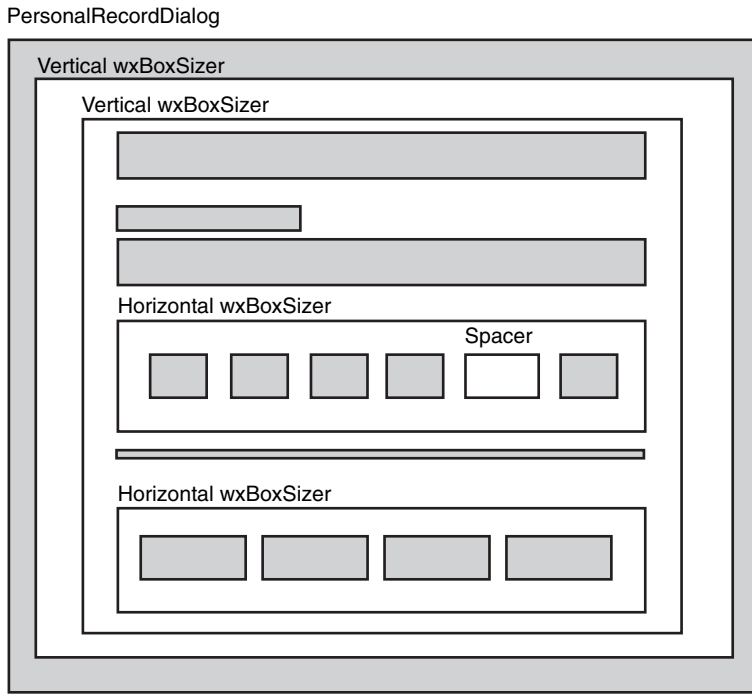 PersonalRecordDialog
Vertical wxBoxSizer
Vertical wxBoxSizer
Horizontal wxBoxSizer
Spacer
Horizontal wxBoxSizer